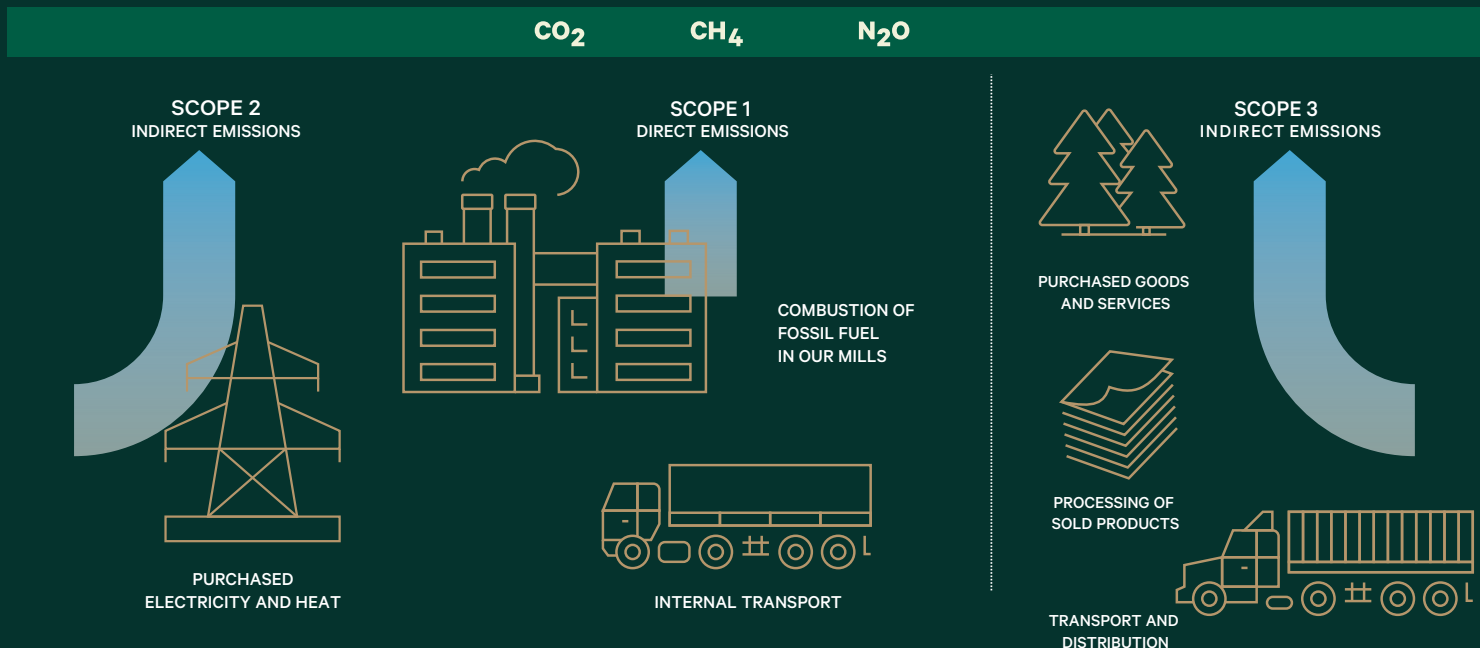 CO2 CH4 N2O
SCOPE 2
INDIRECT EMISSIONS
PURCHASED
ELECTRICITY AND HEAT
SCOPE 1
DIRECT EMISSIONS
COMBUSTION OF
FOSSIL FUEL
IN OUR MILLS
INTERNAL TRANSPORT
SCOPE 3
INDIRECT EMISSIONS
PURCHASED GOODS
AND SERVICES
PROCESSING OF
SOLD PRODUCTS
TRANSPORT AND
DISTRIBUTION